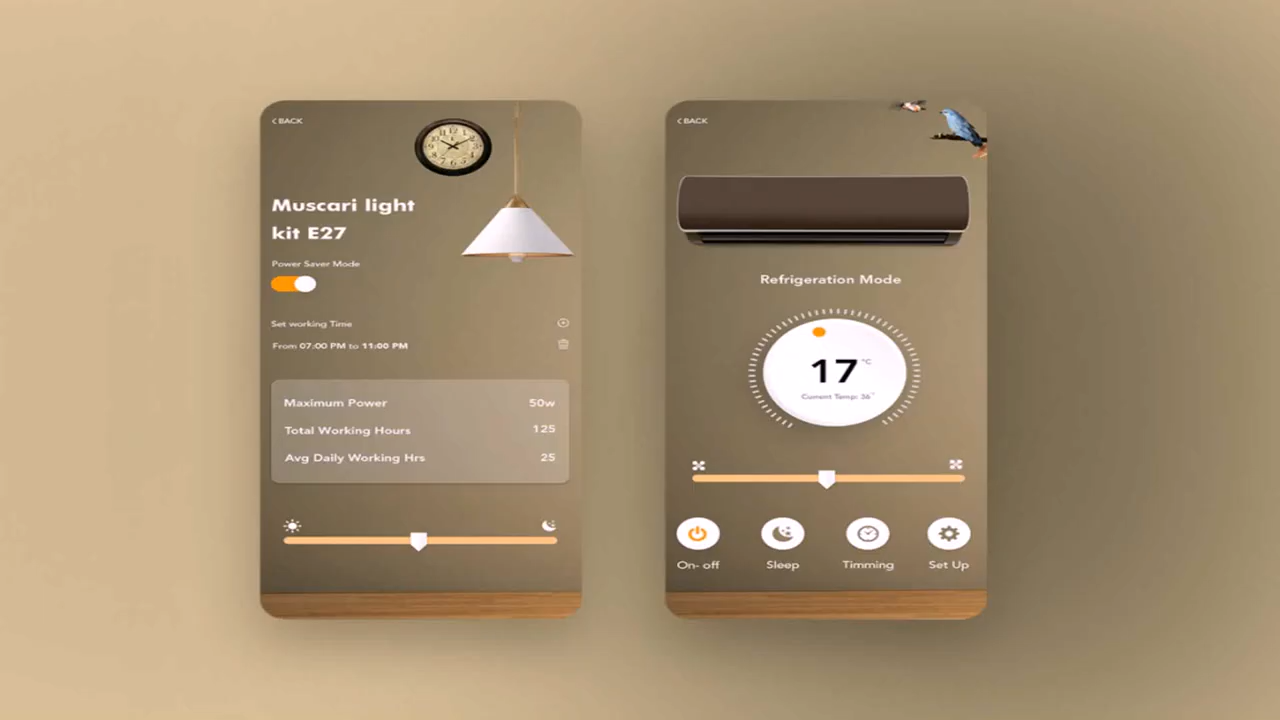 BACK
Muscari light
kit E27
Power Saver Mode
Set working Time
From 07:00 PM to 11:00 PM
Maximum Power 50w
Total Working Hours 125
Avg Daily Working Hrs 25
BACK
Refrigeration Mode
17 °C
Current Temp: 36°
On- off
Sleep
Timming
Set Up